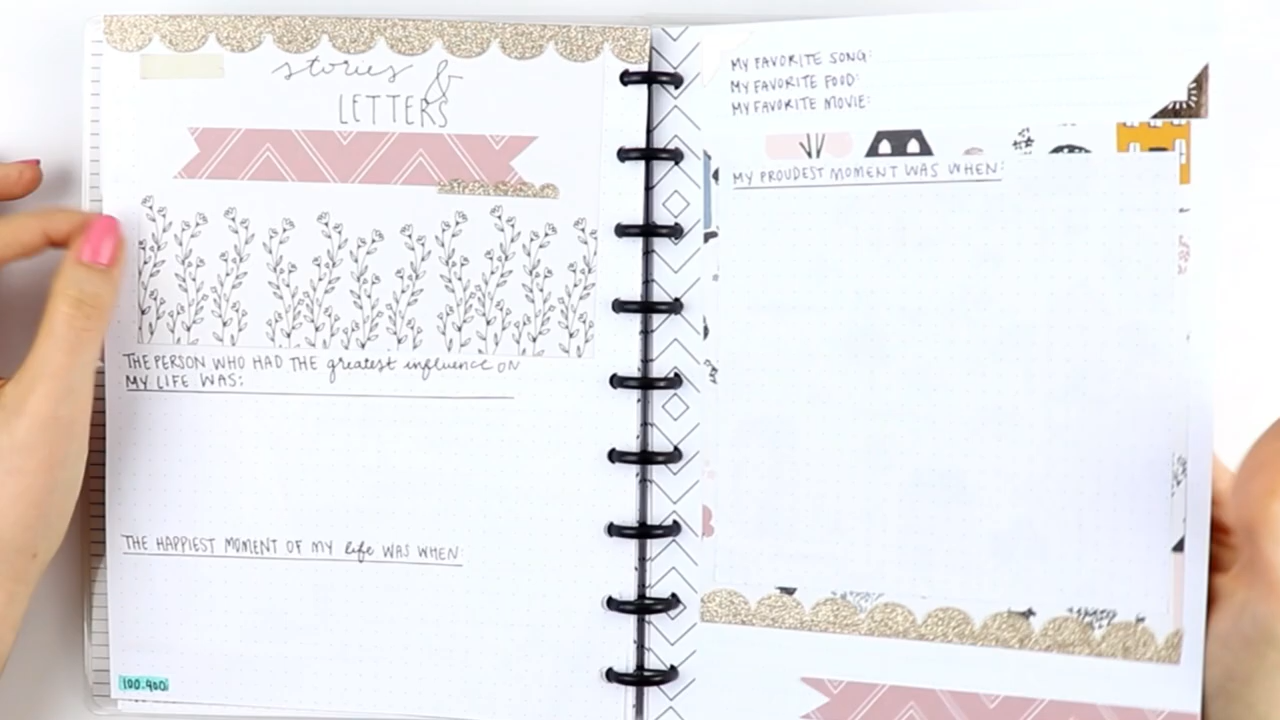 stories &
LETTERS
THE PERSON WHO HAD THE greatest influence ON
MY LIFE WAS:
THE HAPPIEST MOMENT OF MY life WAS WHEN:
100.400
MY FAVORITE SONG:
MY FAVORITE FOOD:
MY FAVORITE MOVIE:
MY PROUDEST MOMENT WAS WHEN: